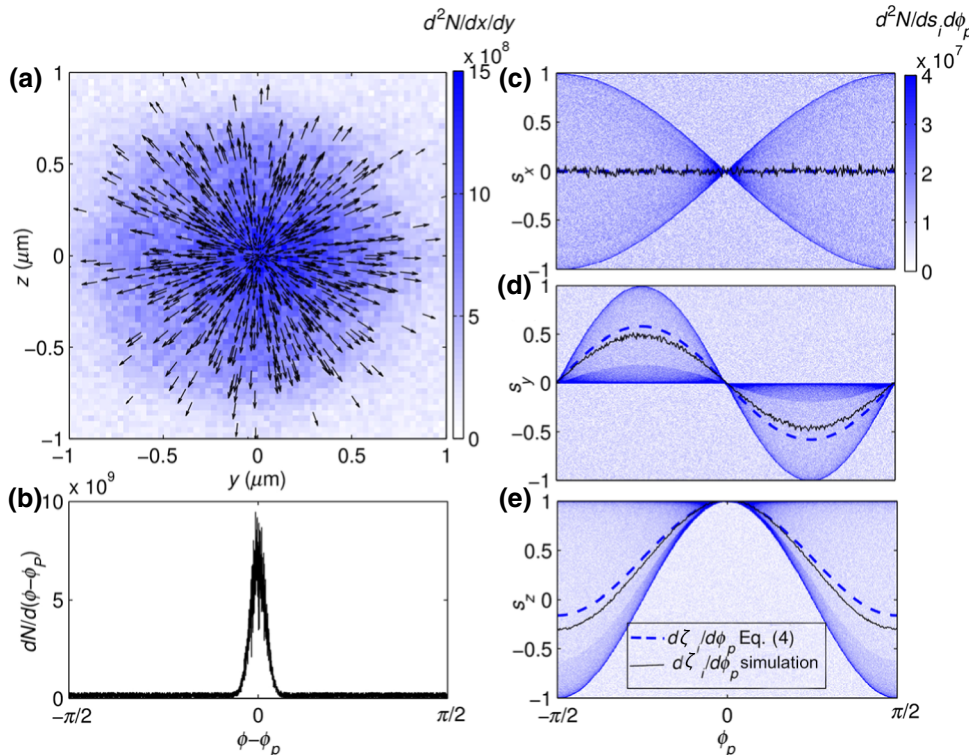 d²N/dx/dy
x 10⁸
(a)
1
0.5
0
−0.5
−1
z (μm)
−1 −0.5 0 0.5 1
y (μm)
15
10
5
0
(b)
x 10⁹
10
5
0
dN/d(ϕ−ϕ_P)
−π/2 0 π/2
ϕ−ϕ_p
d²N/ds_i dϕ_p
x 10⁷
(c)
1
0.5
0
−0.5
−1
s_x
4
3
2
1
0
(d)
1
0.5
0
−0.5
−1
s_y
(e)
1
0.5
0
−0.5
−1
s_z
dζ_i/dϕ_p Eq. (4)
dζ_i/dϕ_p simulation
−π/2 0 π/2
ϕ_p